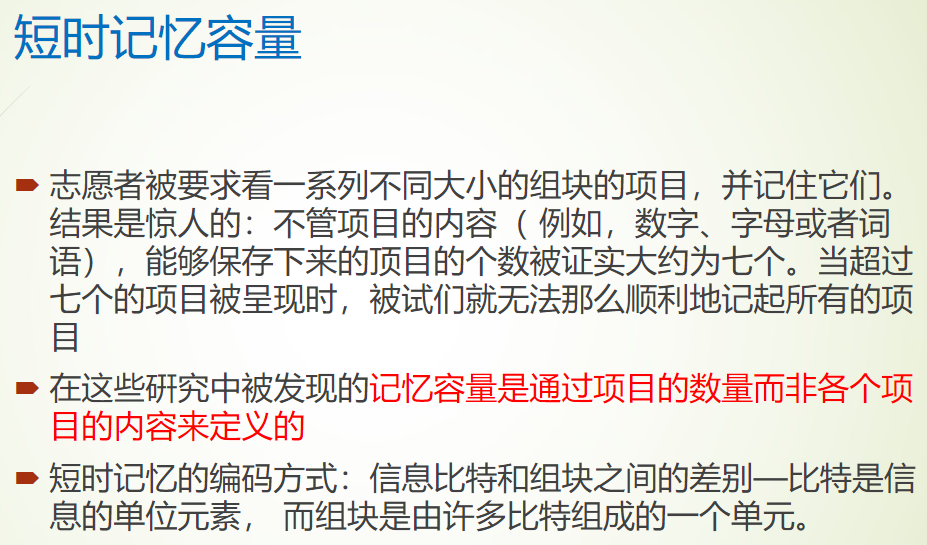 短时记忆容量
志愿者被要求看一系列不同大小的组块的项目，并记住它们。
结果是惊人的：不管项目的内容（ 例如，数字、字母或者词
语），能够保存下来的项目的个数被证实大约为七个。当超过
七个的项目被呈现时，被试们就无法那么顺利地记起所有的项
目
在这些研究中被发现的记忆容量是通过项目的数量而非各个项
目的内容来定义的
短时记忆的编码方式：信息比特和组块之间的差别—比特是信
息的单位元素， 而组块是由许多比特组成的一个单元。